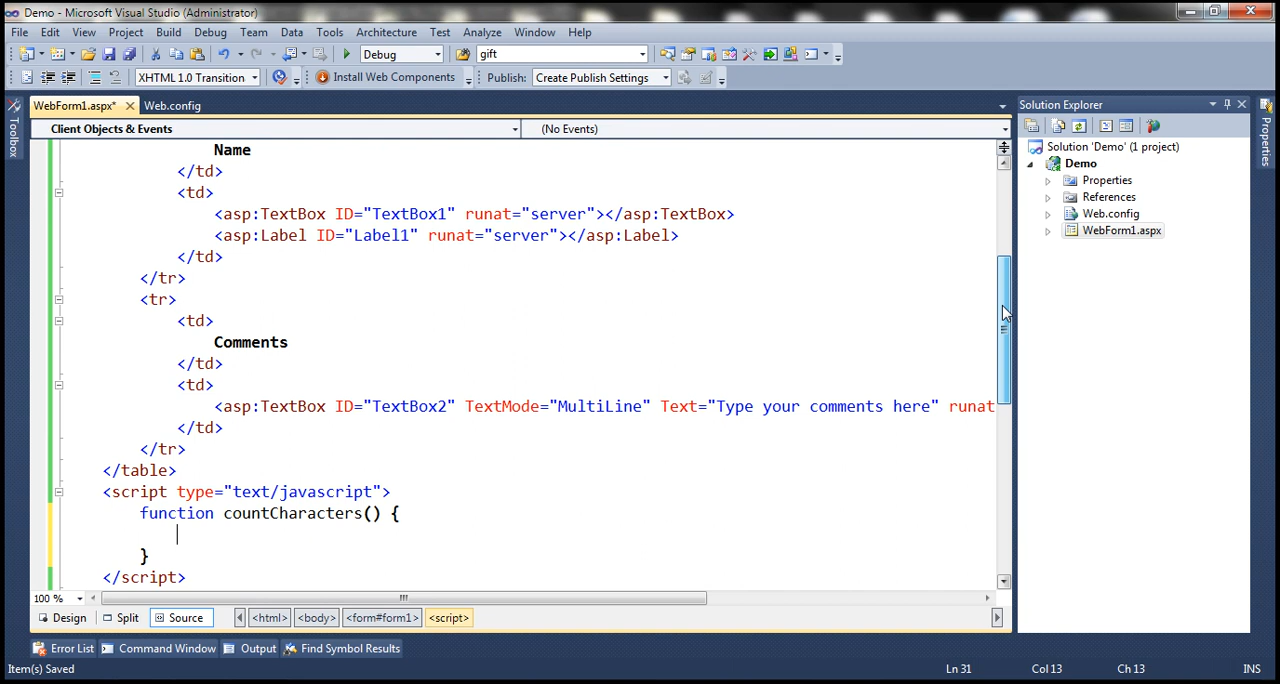 Demo - Microsoft Visual Studio (Administrator)
File Edit View Project Build Debug Team Data Tools Architecture Test Analyze Window Help
Debug gift
XHTML 1.0 Transition Install Web Components Publish: Create Publish Settings
WebForm1.aspx* Web.config
Client Objects & Events (No Events)
Toolbox
Name
</td>
<td>
<asp:TextBox ID="TextBox1" runat="server"></asp:TextBox>
<asp:Label ID="Label1" runat="server"></asp:Label>
</td>
</tr>
<tr>
<td>
Comments
</td>
<td>
<asp:TextBox ID="TextBox2" TextMode="MultiLine" Text="Type your comments here" runat
</td>
</tr>
</table>
<script type="text/javascript">
function countCharacters() {
}
</script>
100 %
Design Split Source <html> <body> <form#form1> <script>
Solution Explorer
Solution 'Demo' (1 project)
Demo
Properties
References
Web.config
WebForm1.aspx
Properties
Error List Command Window Output Find Symbol Results
Item(s) Saved Ln 31 Col 13 Ch 13 INS